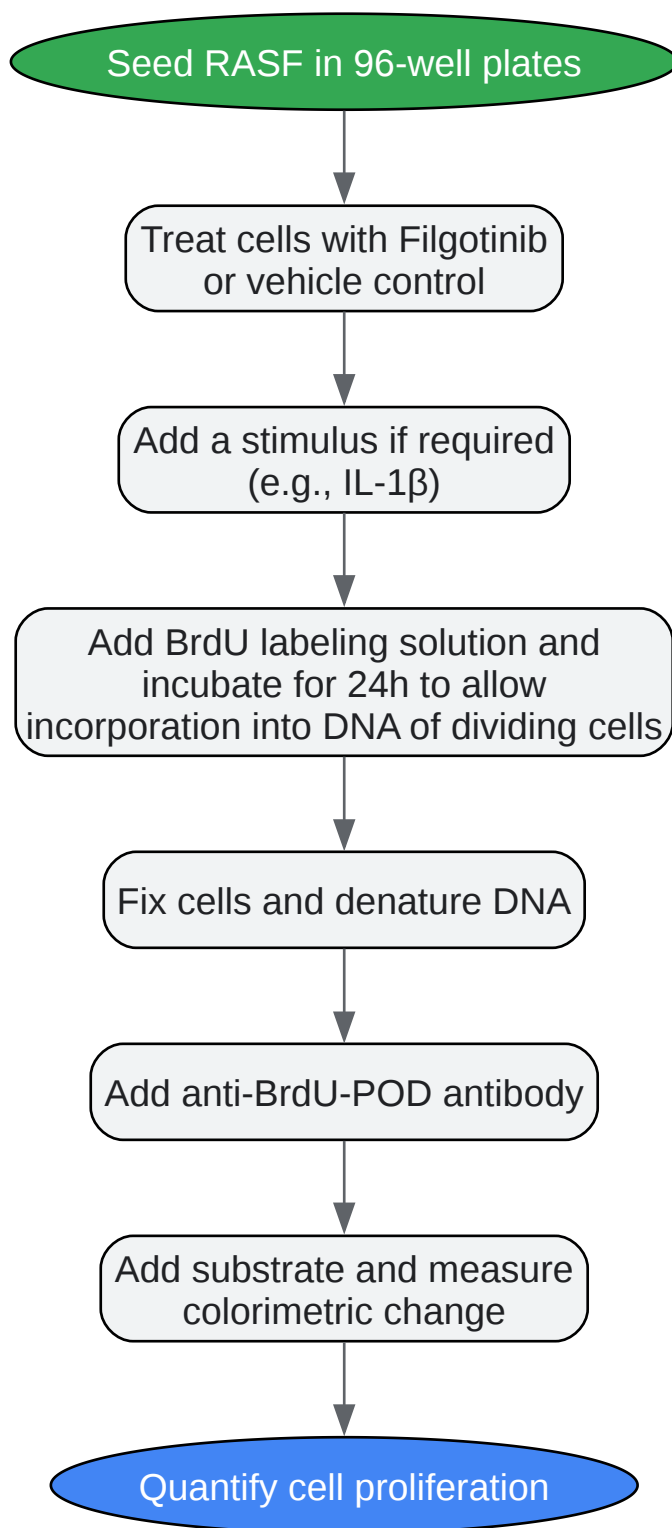 Seed RASF in 96-well plates
Treat cells with Filgotinib
or vehicle control
Add a stimulus if required
(e.g., IL-1β)
Add BrdU labeling solution and
incubate for 24h to allow
incorporation into DNA of dividing cells
Fix cells and denature DNA
Add anti-BrdU-POD antibody
Add substrate and measure
colorimetric change
Quantify cell proliferation